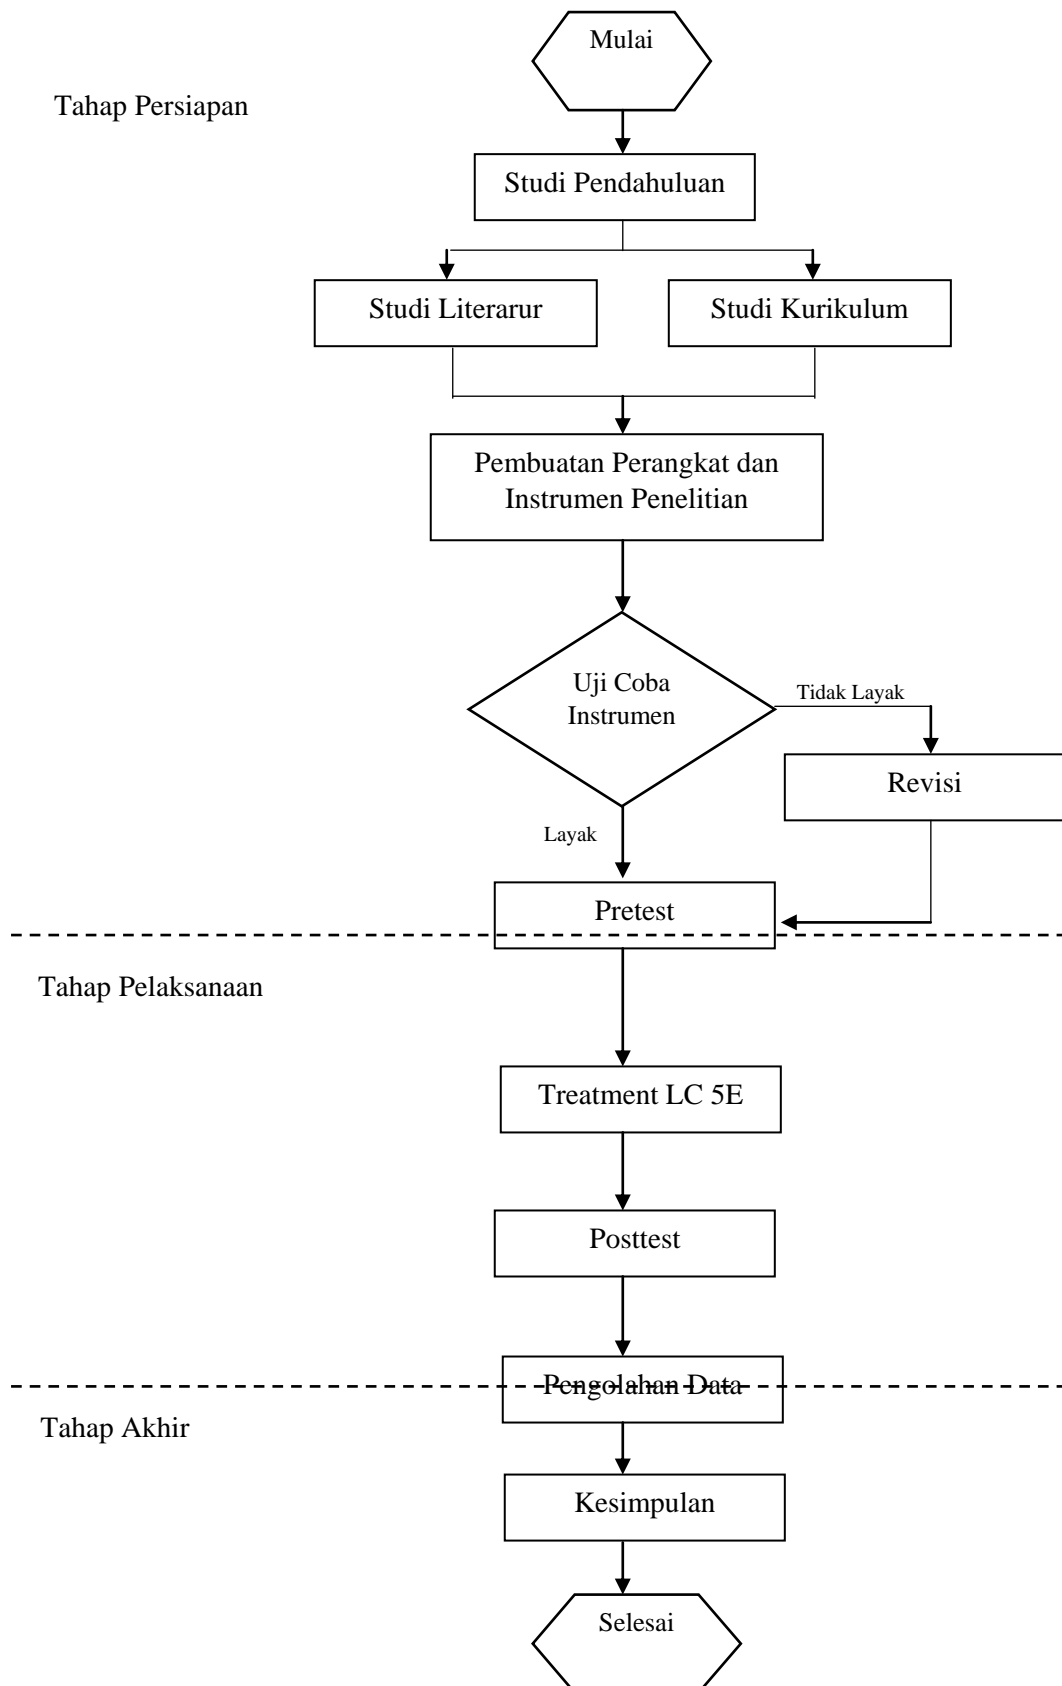 Mulai
Tahap Persiapan
Studi Pendahuluan
Studi Literarur
Studi Kurikulum
Pembuatan Perangkat dan
Instrumen Penelitian
Uji Coba
Instrumen
Tidak Layak
Revisi
Layak
Pretest
Tahap Pelaksanaan
Treatment LC 5E
Posttest
Pengolahan Data
Tahap Akhir
Kesimpulan
Selesai